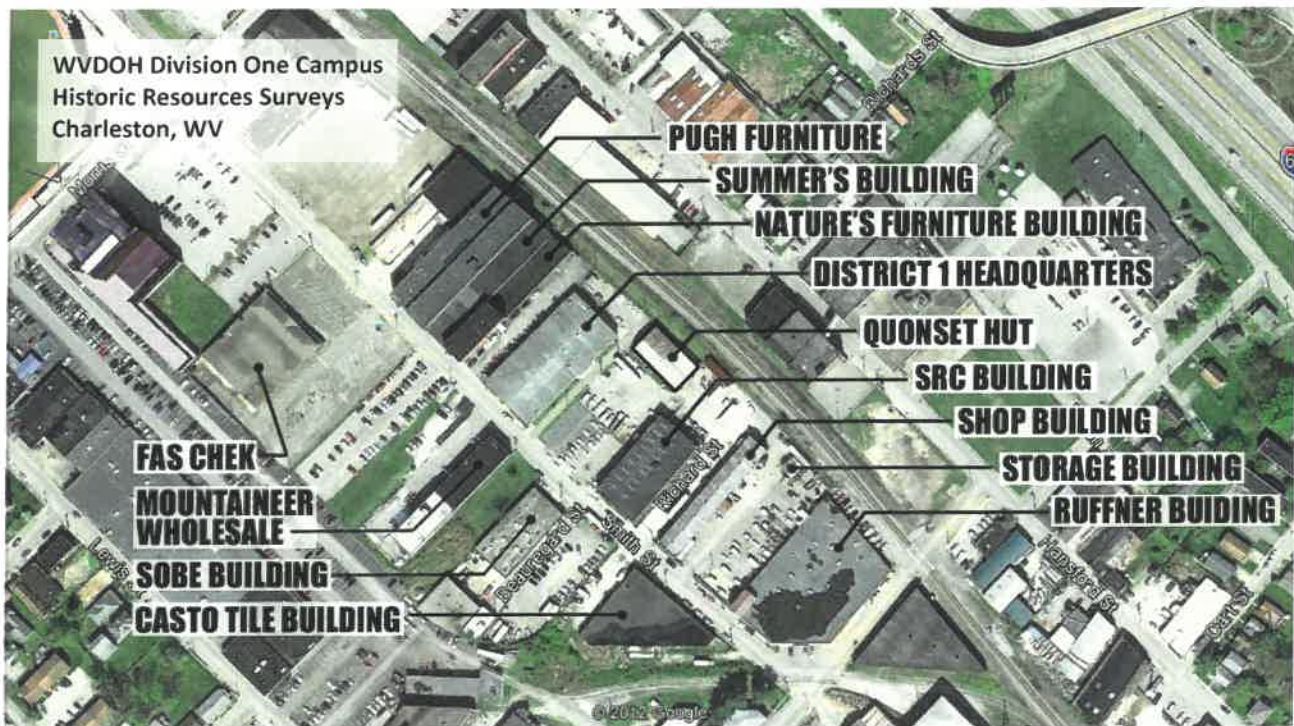 WVDOH Division One Campus
Historic Resources Surveys
Charleston, WV
Richards St
PUGH FURNITURE
SUMMER'S BUILDING
NATURE'S FURNITURE BUILDING
DISTRICT 1 HEADQUARTERS
QUONSET HUT
SRC BUILDING
SHOP BUILDING
STORAGE BUILDING
RUFFNER BUIDING
FAS CHEK
MOUNTAINEER
WHOLESALE
SOBE BUILDING
CASTO TILE BUILDING
Richard St
Smith St
Beauregard St
Lewis
Hansford St
© 2012 Google